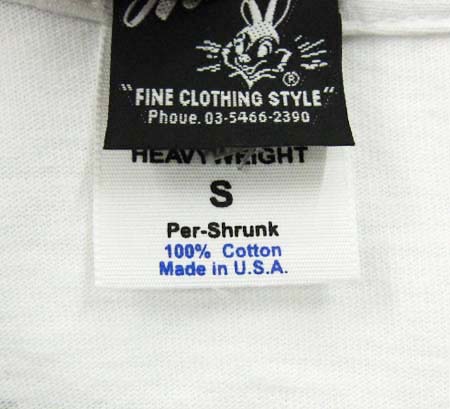 ®
"FINE CLOTHING STYLE"
Phoue. 03-5466-2390
HEAVYWEIGHT
S
Per-Shrunk
100% Cotton
Made in U.S.A.